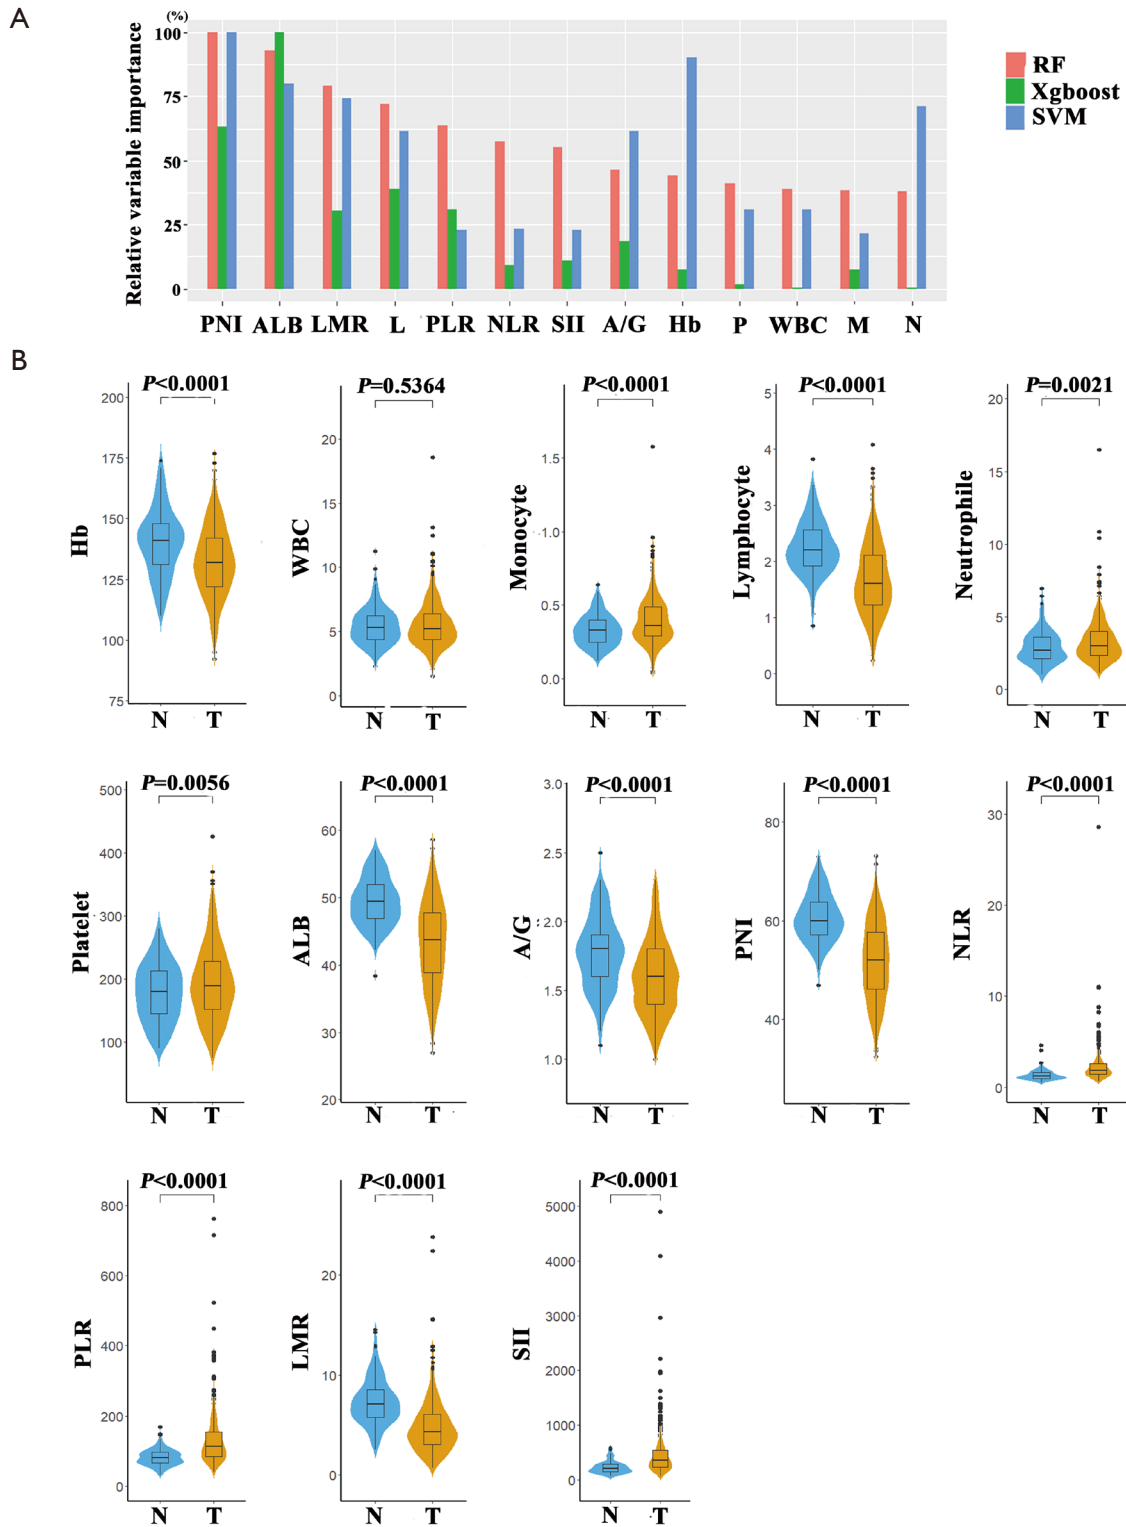 A
(%)
Relative variable importance
100
75
50
25
0
PNI ALB LMR L PLR NLR SII A/G Hb P WBC M N
RF
Xgboost
SVM
B
P<0.0001
Hb
200
175
150
125
100
75
N T
P=0.5364
WBC
20
15
10
5
0
N T
P<0.0001
Monocyte
1.5
1.0
0.5
0.0
N T
P<0.0001
Lymphocyte
5
4
3
2
1
0
N T
P=0.0021
Neutrophile
20
15
10
5
0
N T
P=0.0056
Platelet
500
400
300
200
100
N T
P<0.0001
ALB
60
50
40
30
20
N T
P<0.0001
A/G
3.0
2.5
2.0
1.5
1.0
N T
P<0.0001
PNI
80
60
40
N T
P<0.0001
NLR
30
20
10
0
N T
P<0.0001
PLR
800
600
400
200
0
N T
P<0.0001
LMR
20
10
0
N T
P<0.0001
SII
5000
4000
3000
2000
1000
0
N T